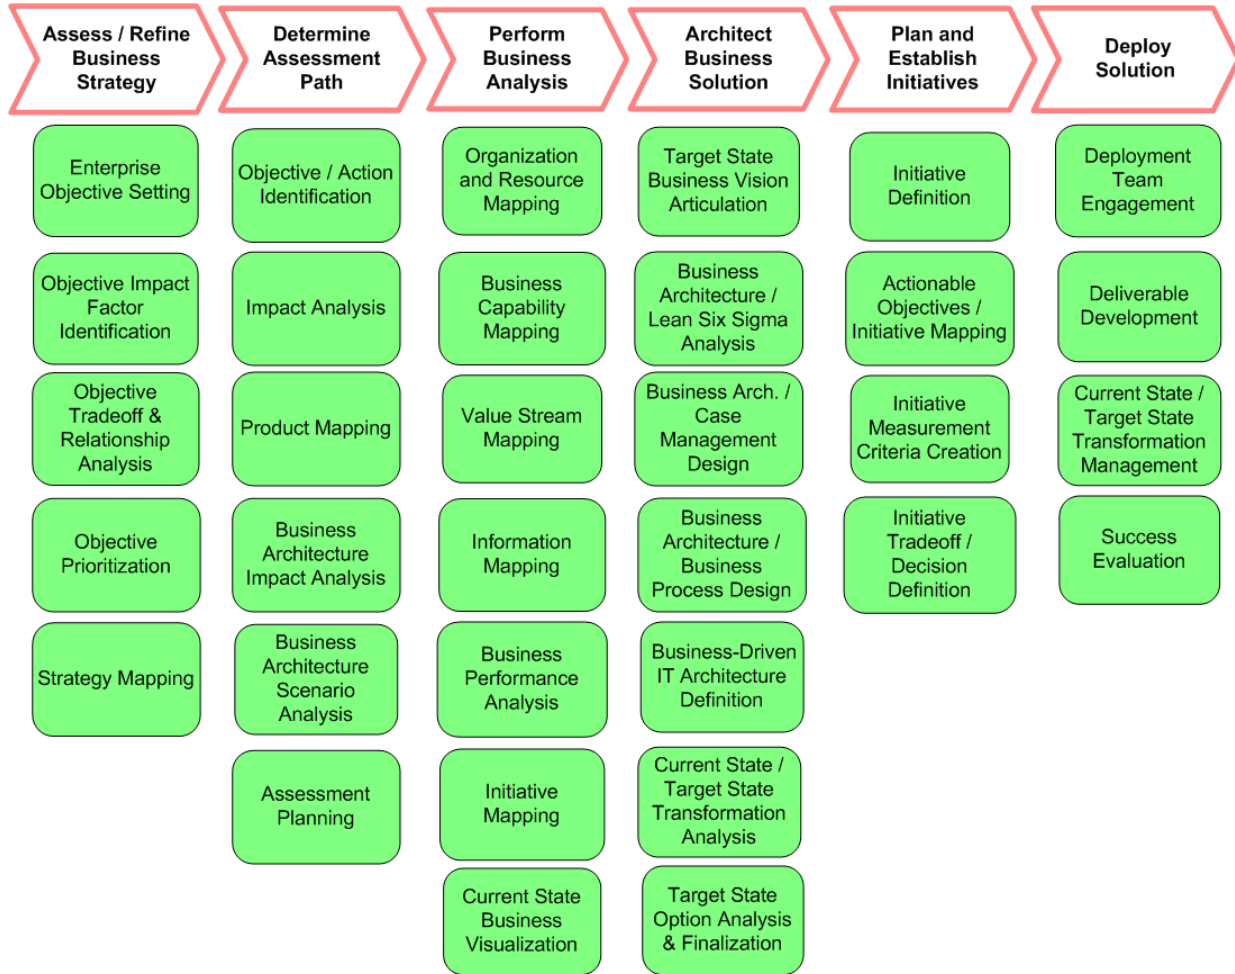 Assess / Refine
Business
Strategy
Determine
Assessment
Path
Perform
Business
Analysis
Architect
Business
Solution
Plan and
Establish
Initiatives
Deploy
Solution
Enterprise
Objective Setting
Objective Impact
Factor
Identification
Objective
Tradeoff &
Relationship
Analysis
Objective
Prioritization
Strategy Mapping
Objective / Action
Identification
Impact Analysis
Product Mapping
Business
Architecture
Impact Analysis
Business
Architecture
Scenario
Analysis
Assessment
Planning
Organization
and Resource
Mapping
Business
Capability
Mapping
Value Stream
Mapping
Information
Mapping
Business
Performance
Analysis
Initiative
Mapping
Current State
Business
Visualization
Target State
Business Vision
Articulation
Business
Architecture /
Lean Six Sigma
Analysis
Business Arch. /
Case
Management
Design
Business
Architecture /
Business
Process Design
Business-Driven
IT Architecture
Definition
Current State /
Target State
Transformation
Analysis
Target State
Option Analysis
& Finalization
Initiative
Definition
Actionable
Objectives /
Initiative Mapping
Initiative
Measurement
Criteria Creation
Initiative
Tradeoff /
Decision
Definition
Deployment
Team
Engagement
Deliverable
Development
Current State /
Target State
Transformation
Management
Success
Evaluation